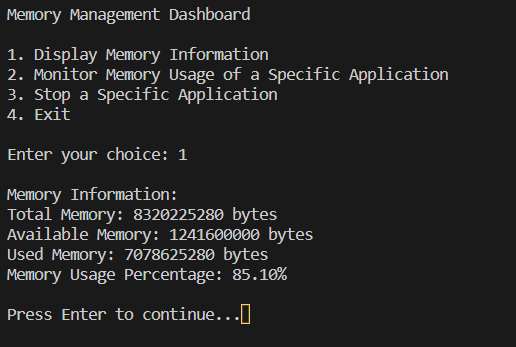 Memory Management Dashboard
1. Display Memory Information
2. Monitor Memory Usage of a Specific Application
3. Stop a Specific Application
4. Exit
Enter your choice: 1
Memory Information:
Total Memory: 8320225280 bytes
Available Memory: 1241600000 bytes
Used Memory: 7078625280 bytes
Memory Usage Percentage: 85.10%
Press Enter to continue...